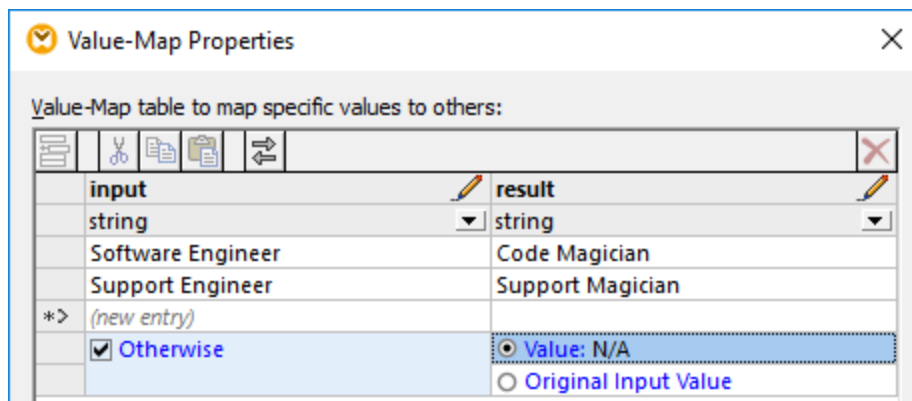 Value-Map Properties
Value-Map table to map specific values to others:
input result
string string
Software Engineer Code Magician
Support Engineer Support Magician
(new entry)
Otherwise Value: N/A
Original Input Value